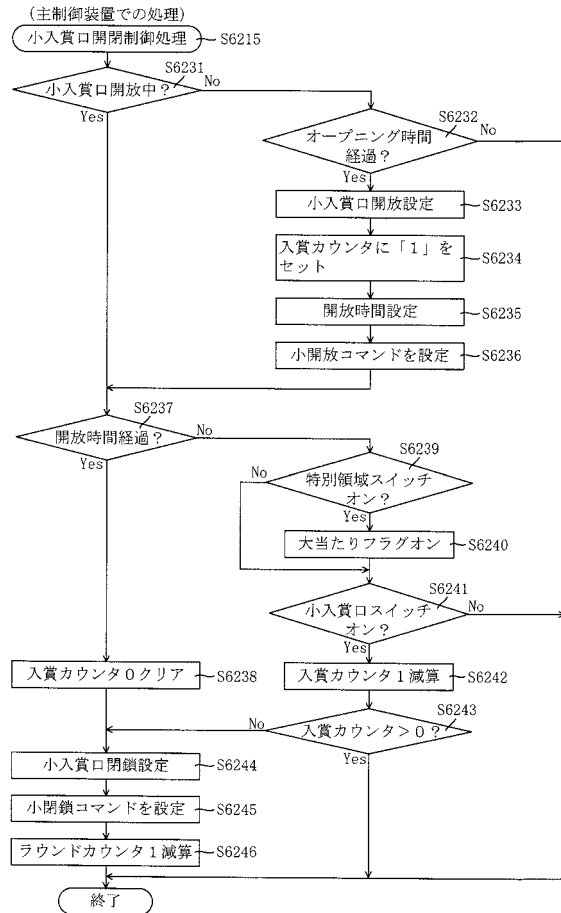 (主制御装置での処理)
小入賞口開閉制御処理
S6215
小入賞口開放中?
S6231
No
Yes
オープニング時間
経過?
S6232
No
Yes
小入賞口開放設定
S6233
入賞カウンタに「1」を
セット
S6234
開放時間設定
S6235
小開放コマンドを設定
S6236
開放時間経過?
S6237
No
Yes
特別領域スイッチ
オン?
S6239
No
Yes
大当たりフラグオン
S6240
小入賞口スイッチ
オン?
S6241
No
Yes
入賞カウンタ0クリア
S6238
入賞カウンタ1減算
S6242
入賞カウンタ>0?
S6243
No
Yes
小入賞口閉鎖設定
S6244
小閉鎖コマンドを設定
S6245
ラウンドカウンタ1減算
S6246
終了